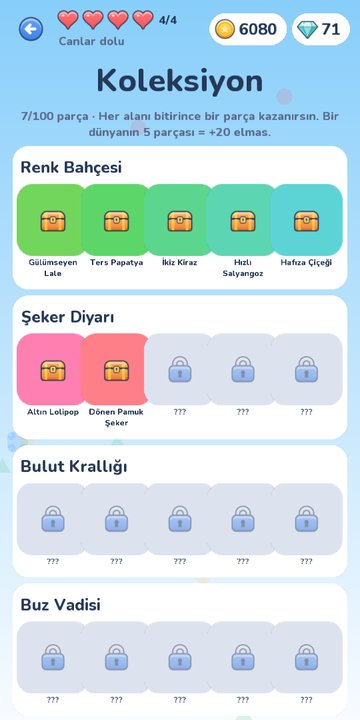 4/4
6080
71
Canlar dolu
Koleksiyon
7/100 parça · Her alanı bitirince bir parça kazanırsın. Bir
dünyanın 5 parçası = +20 elmas.
Renk Bahçesi
Gülümseyen
Lale
Ters Papatya
İkiz Kiraz
Hızlı
Salyangoz
Hafıza Çiçeği
Şeker Diyarı
Altın Lolipop
Dönen Pamuk
Şeker
???
???
???
Bulut Krallığı
???
???
???
???
???
Buz Vadisi
???
???
???
???
???